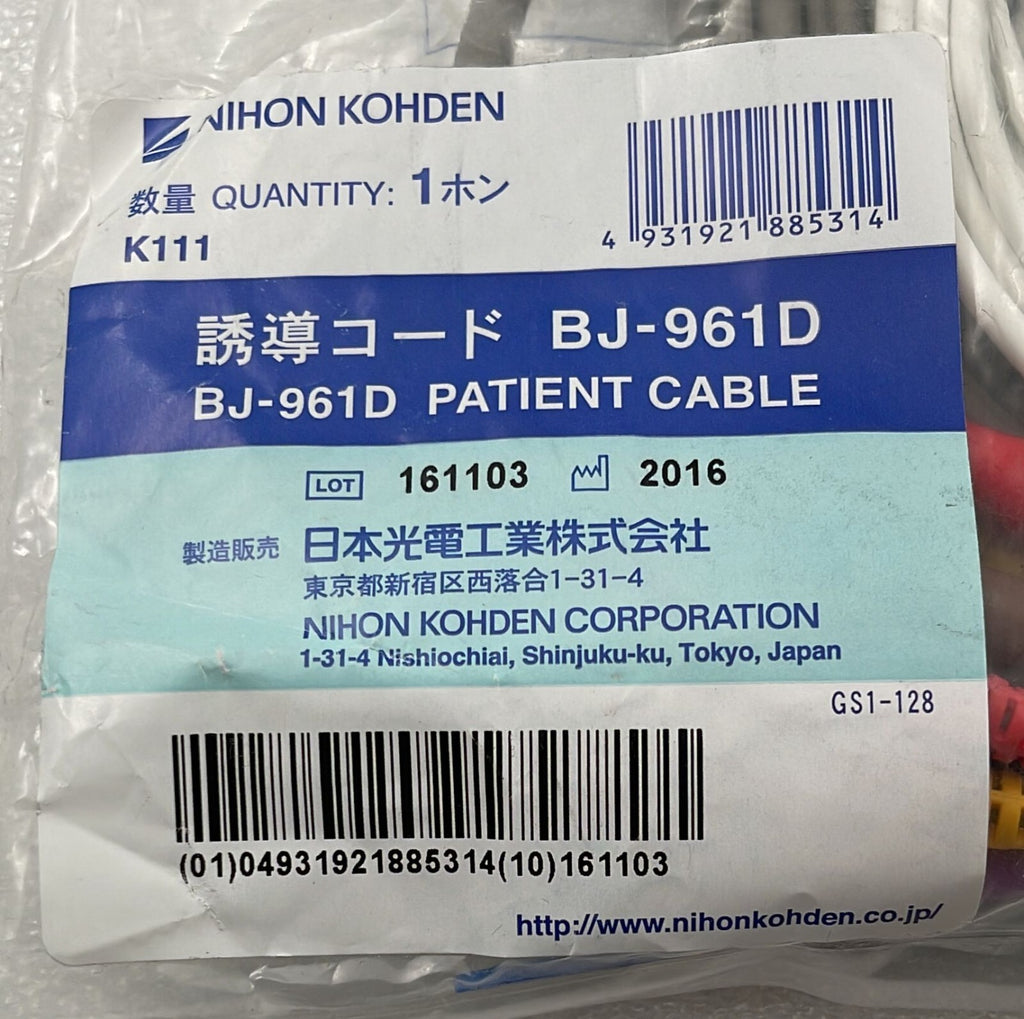 NIHON KOHDEN
数量 QUANTITY: 1ホン
K111
4 931921 885314
誘導コード BJ-961D
BJ-961D PATIENT CABLE
LOT 161103 2016
製造販売 日本光電工業株式会社
東京都新宿区西落合1-31-4
NIHON KOHDEN CORPORATION
1-31-4 Nishiochiai, Shinjuku-ku, Tokyo, Japan
GS1-128
(01)04931921885314(10)161103
http://www.nihonkohden.co.jp/